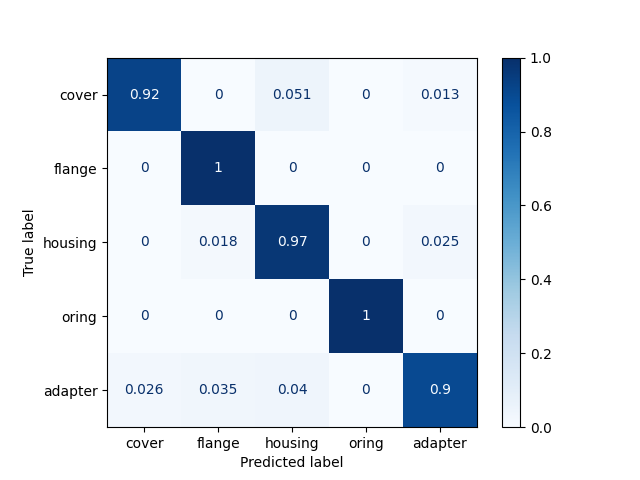 1.0
cover 0.92 0 0.051 0 0.013
0.8
flange 0 1 0 0 0
0.6
True label
housing 0 0.018 0.97 0 0.025
0.4
oring 0 0 0 1 0
0.2
adapter 0.026 0.035 0.04 0 0.9
0.0
cover flange housing oring adapter
Predicted label